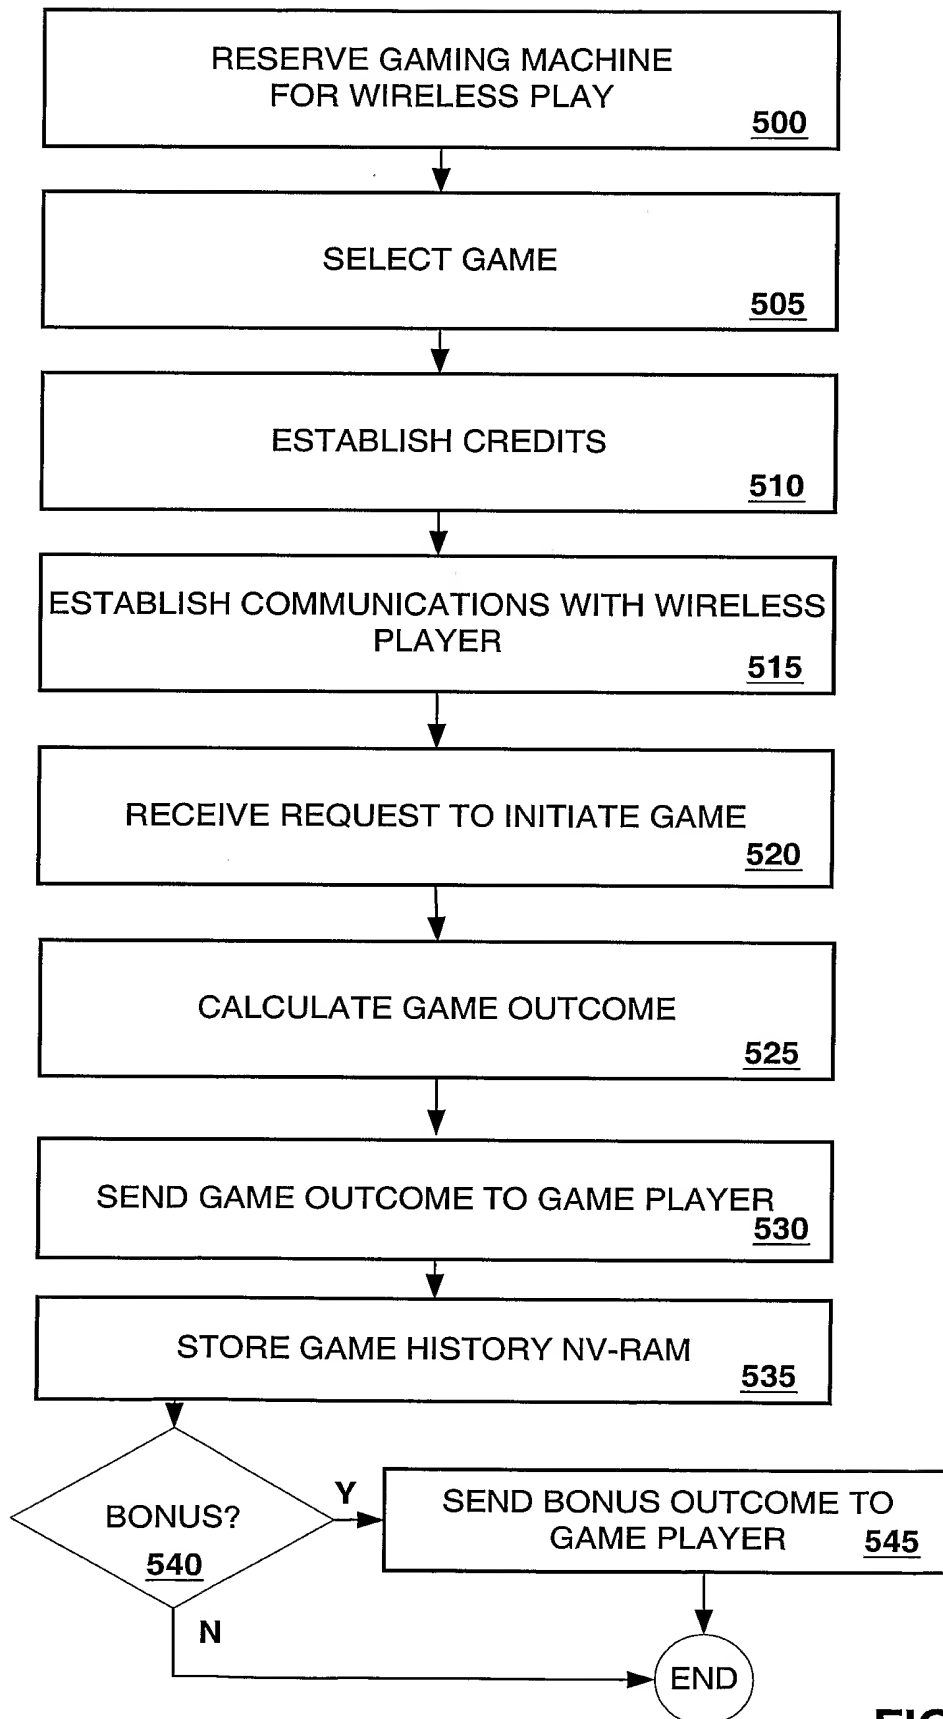 RESERVE GAMING MACHINE
FOR WIRELESS PLAY
500
SELECT GAME
505
ESTABLISH CREDITS
510
ESTABLISH COMMUNICATIONS WITH WIRELESS
PLAYER
515
RECEIVE REQUEST TO INITIATE GAME
520
CALCULATE GAME OUTCOME
525
SEND GAME OUTCOME TO GAME PLAYER
530
STORE GAME HISTORY NV-RAM
535
BONUS?
540
Y
SEND BONUS OUTCOME TO
GAME PLAYER
545
N
END